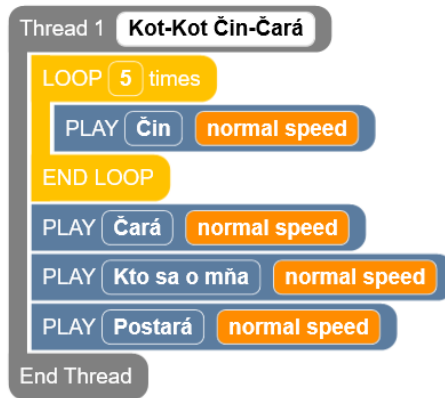 Thread 1 Kot-Kot Čin-Čará
LOOP 5 times
PLAY Čin normal speed
END LOOP
PLAY Čará normal speed
PLAY Kto sa o mňa normal speed
PLAY Postará normal speed
End Thread